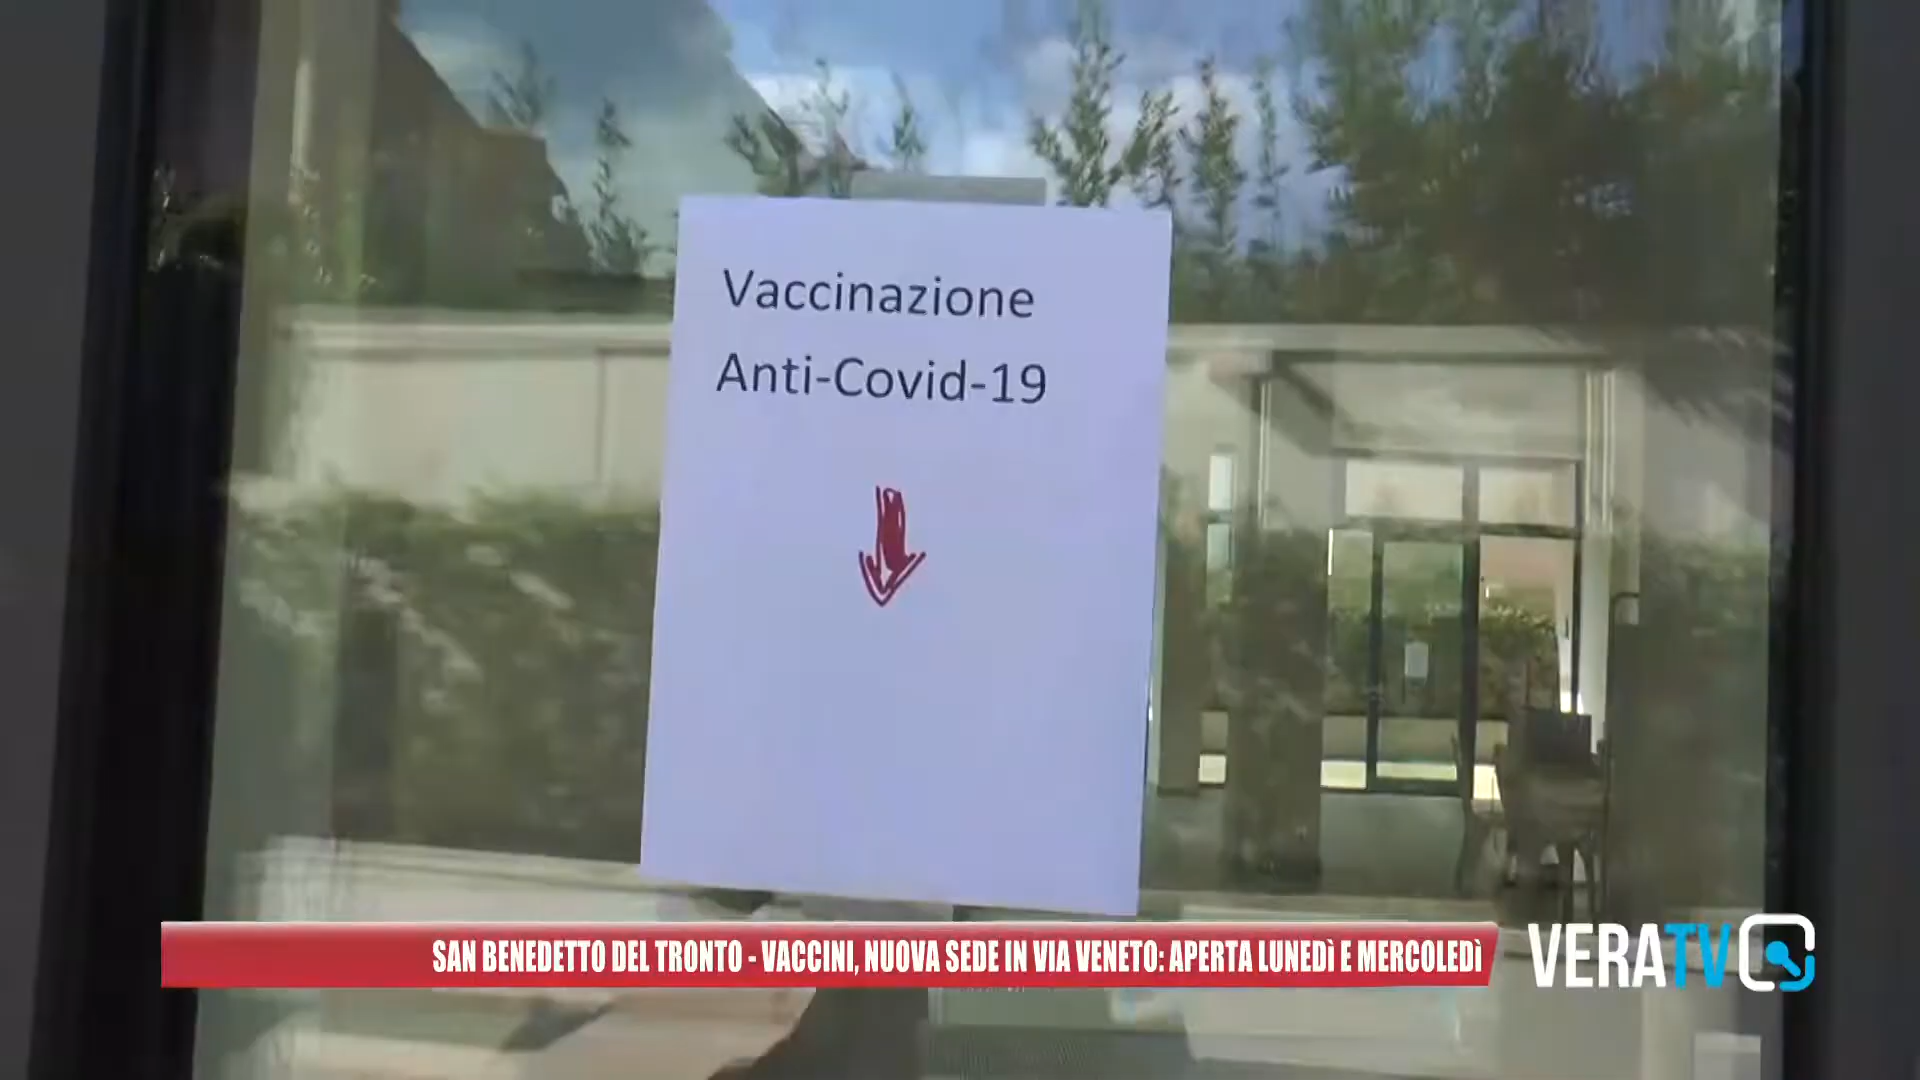 Vaccinazione
Anti-Covid-19
SAN BENEDETTO DEL TRONTO - VACCINI, NUOVA SEDE IN VIA VENETO: APERTA LUNEDÌ E MERCOLEDÌ
VERATV